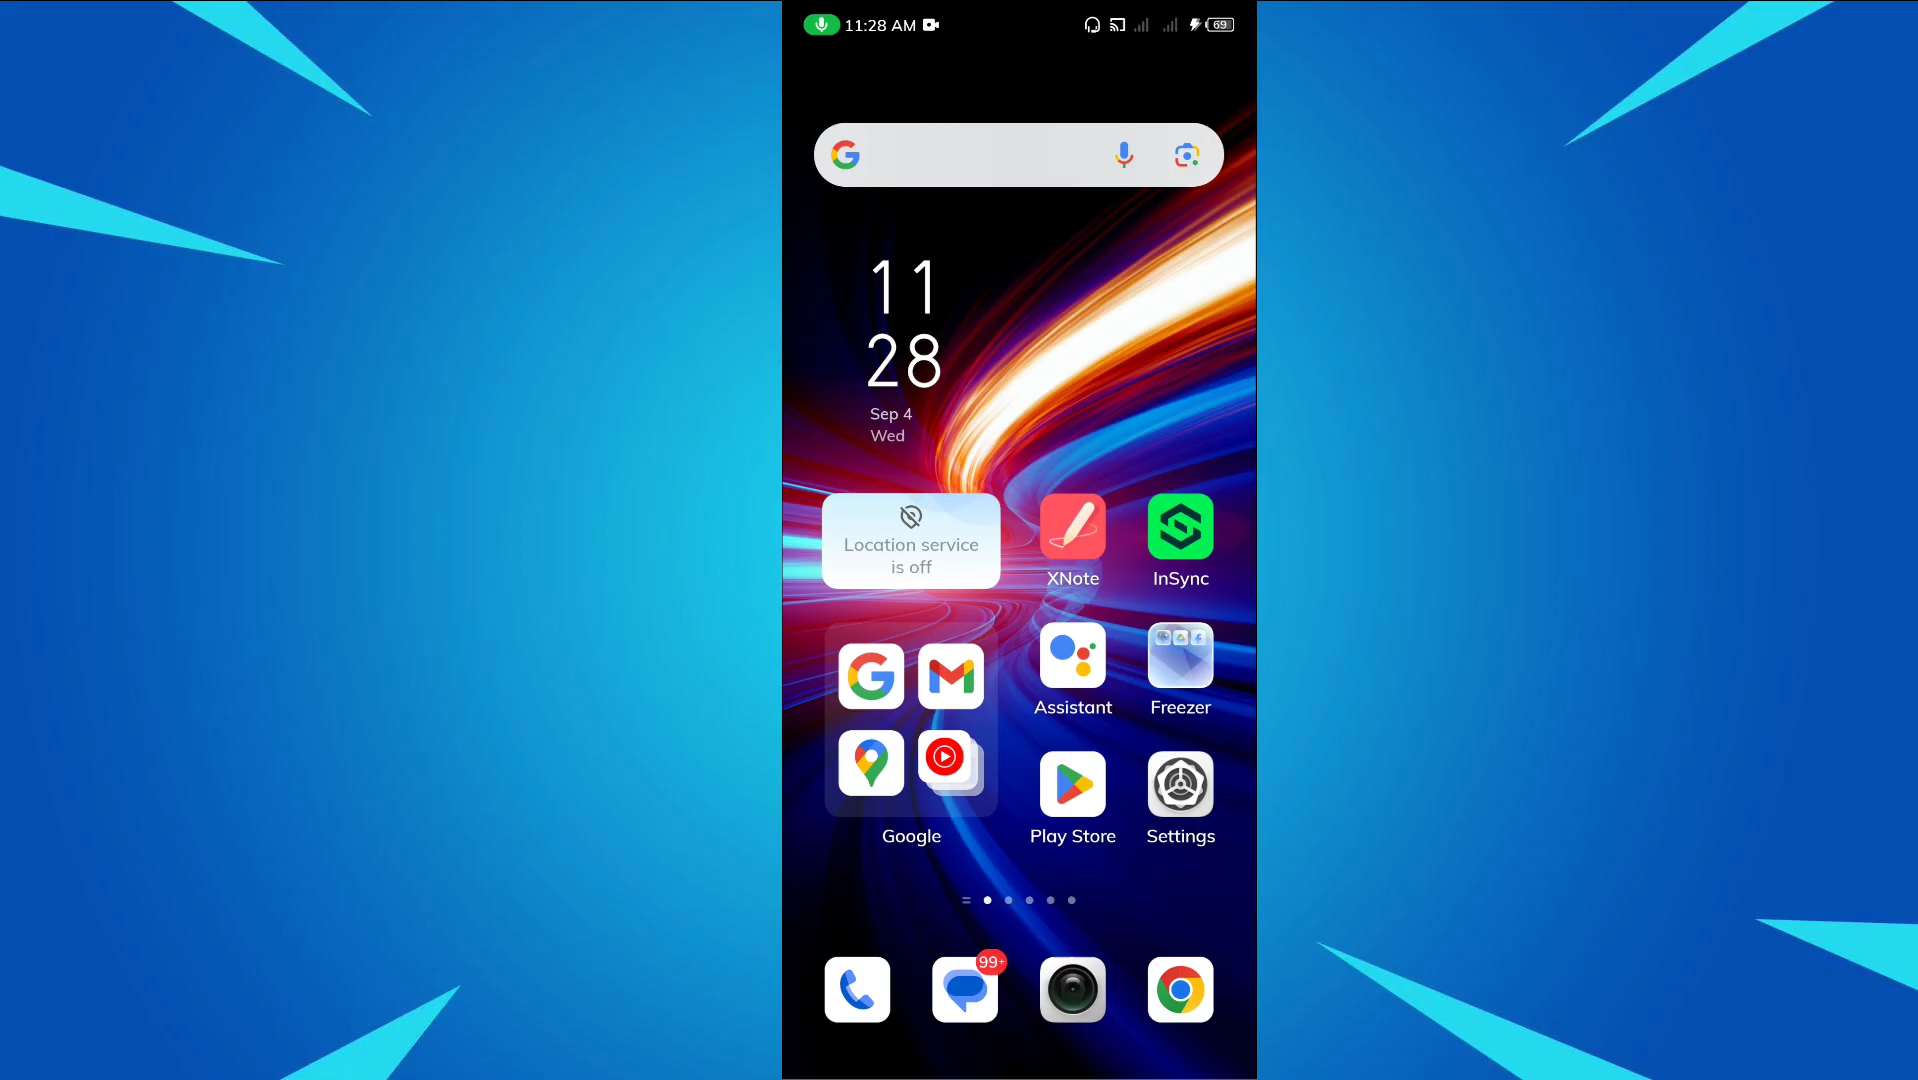 11:28 AM
69
11
28
Sep 4
Wed
Location service
is off
XNote
InSync
Assistant
Freezer
Google
Play Store
Settings
99+